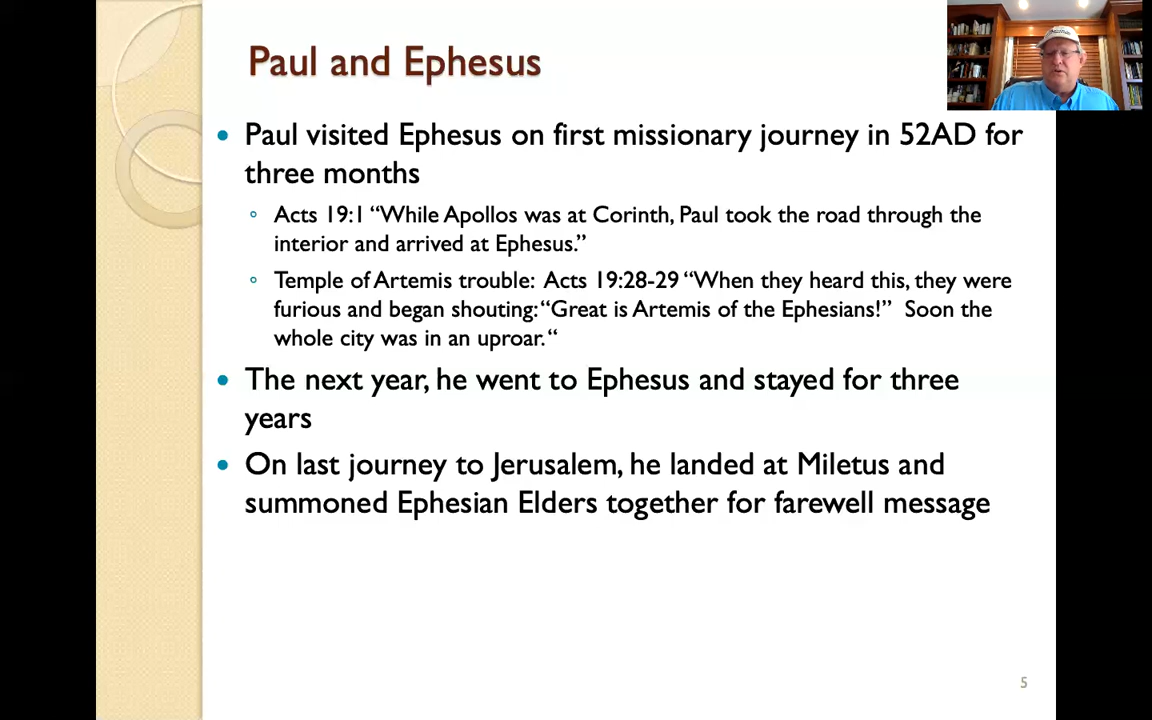 Paul and Ephesus
• Paul visited Ephesus on first missionary journey in 52AD for
three months
◦ Acts 19:1 “While Apollos was at Corinth, Paul took the road through the
interior and arrived at Ephesus.”
◦ Temple of Artemis trouble: Acts 19:28-29 “When they heard this, they were
furious and began shouting: “Great is Artemis of the Ephesians!” Soon the
whole city was in an uproar. “
• The next year, he went to Ephesus and stayed for three
years
• On last journey to Jerusalem, he landed at Miletus and
summoned Ephesian Elders together for farewell message
5